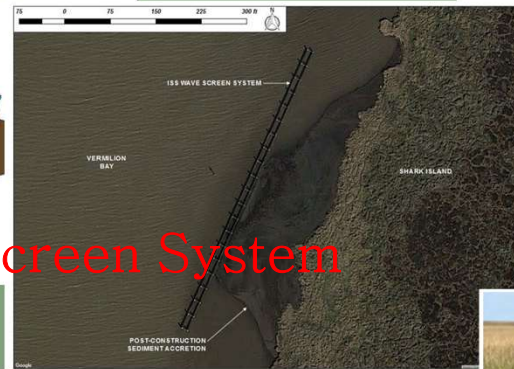 75 0 75 150 225 300 ft
N
ISS WAVE SCREEN SYSTEM
VERMILION
BAY
SHARK ISLAND
creen System
POST-CONSTRUCTION
SEDIMENT ACCRETION
Google